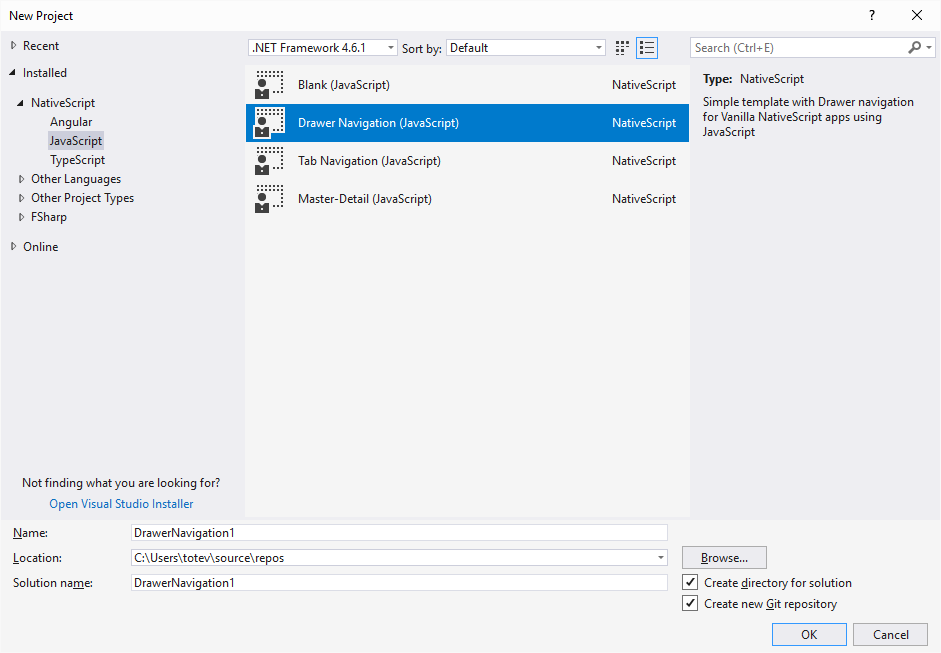 New Project
?
Recent
Installed
NativeScript
Angular
JavaScript
TypeScript
Other Languages
Other Project Types
FSharp
Online
Not finding what you are looking for?
Open Visual Studio Installer
.NET Framework 4.6.1
Sort by: Default
Blank (JavaScript) NativeScript
Drawer Navigation (JavaScript) NativeScript
Tab Navigation (JavaScript) NativeScript
Master-Detail (JavaScript) NativeScript
Search (Ctrl+E)
Type: NativeScript
Simple template with Drawer navigation
for Vanilla NativeScript apps using
JavaScript
Name: DrawerNavigation1
Location: C:\Users\totev\source\repos
Browse...
Solution name: DrawerNavigation1
Create directory for solution
Create new Git repository
OK
Cancel